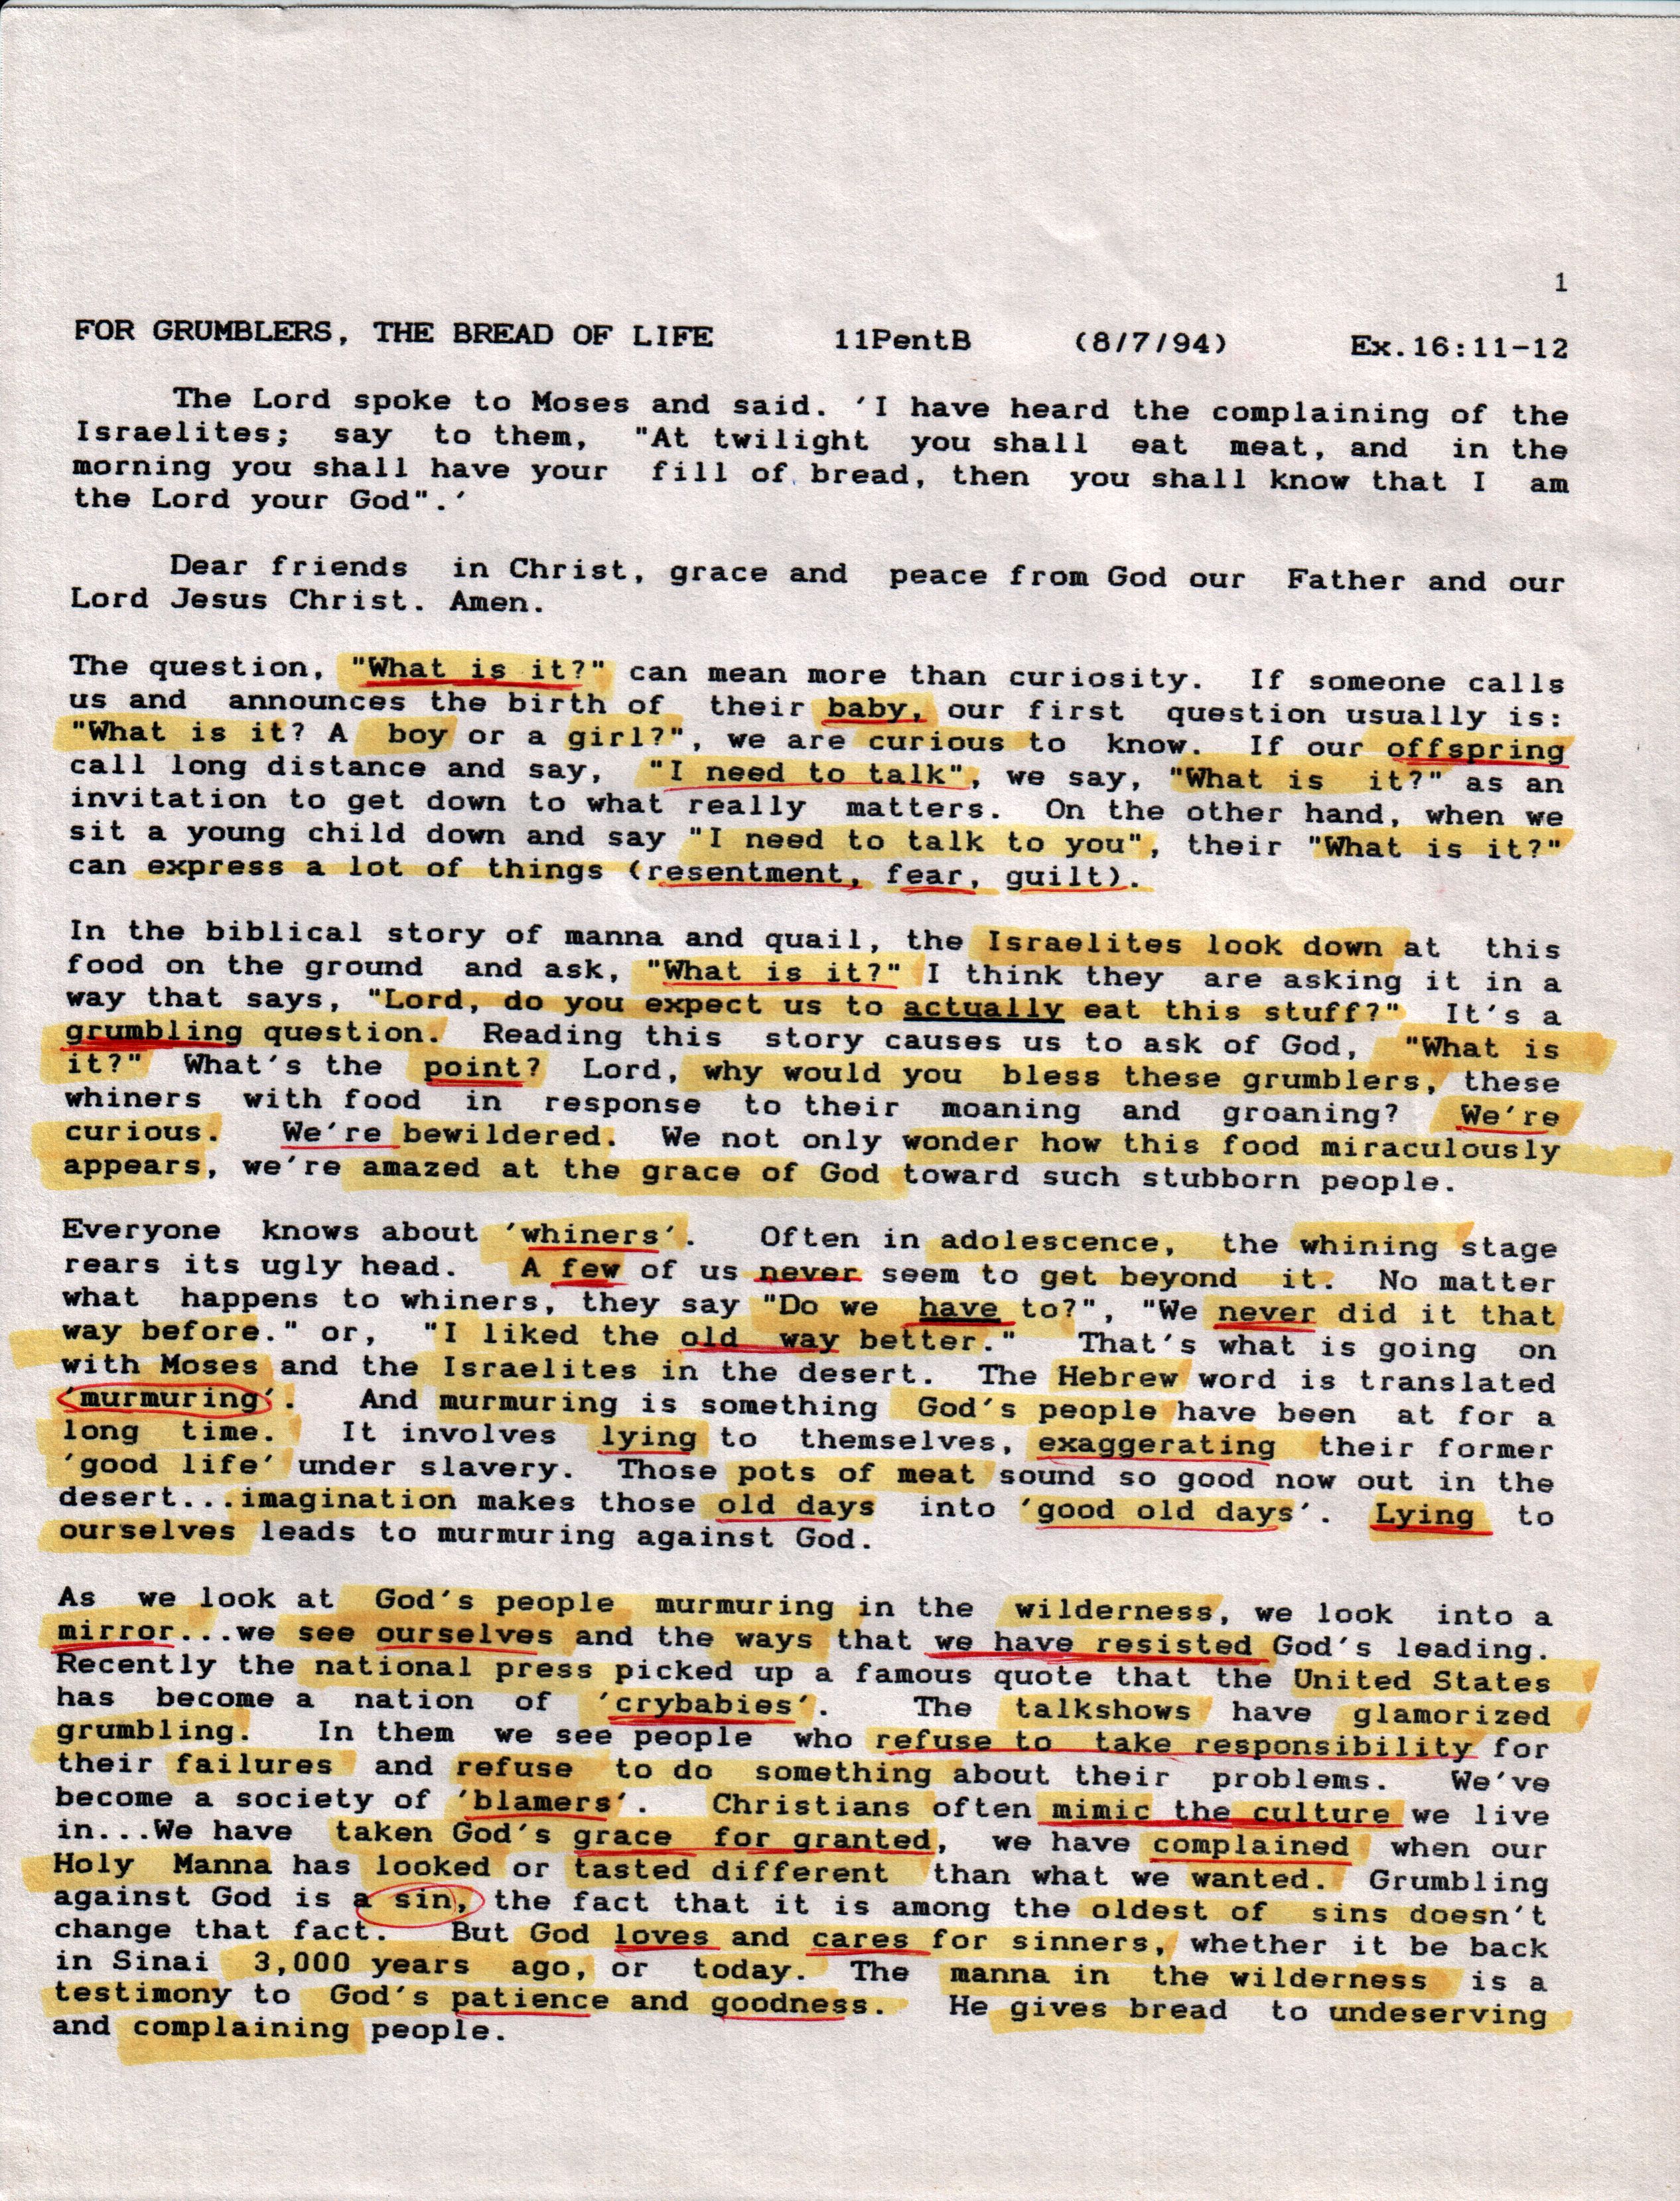 1
FOR GRUMBLERS, THE BREAD OF LIFE 11PentB (8/7/94) Ex.16:11-12
The Lord spoke to Moses and said. 'I have heard the complaining of the
Israelites; say to them, "At twilight you shall eat meat, and in the
morning you shall have your fill of bread, then you shall know that I am
the Lord your God".'
Dear friends in Christ, grace and peace from God our Father and our
Lord Jesus Christ. Amen.
The question, "What is it?" can mean more than curiosity. If someone calls
us and announces the birth of their baby, our first question usually is:
"What is it? A boy or a girl?", we are curious to know. If our offspring
call long distance and say, "I need to talk", we say, "What is it?" as an
invitation to get down to what really matters. On the other hand, when we
sit a young child down and say "I need to talk to you", their "What is it?"
can express a lot of things (resentment, fear, guilt).
In the biblical story of manna and quail, the Israelites look down at this
food on the ground and ask, "What is it?" I think they are asking it in a
way that says, "Lord, do you expect us to actually eat this stuff?" It's a
grumbling question. Reading this story causes us to ask of God, "What is
it?" What's the point? Lord, why would you bless these grumblers, these
whiners with food in response to their moaning and groaning? We're
curious. We're bewildered. We not only wonder how this food miraculously
appears, we're amazed at the grace of God toward such stubborn people.
Everyone knows about 'whiners'. Often in adolescence, the whining stage
rears its ugly head. A few of us never seem to get beyond it. No matter
what happens to whiners, they say "Do we have to?", "We never did it that
way before." or, "I liked the old way better." That's what is going on
with Moses and the Israelites in the desert. The Hebrew word is translated
'murmuring'. And murmuring is something God's people have been at for a
long time. It involves lying to themselves, exaggerating their former
'good life' under slavery. Those pots of meat sound so good now out in the
desert...imagination makes those old days into 'good old days'. Lying to
ourselves leads to murmuring against God.
As we look at God's people murmuring in the wilderness, we look into a
mirror...we see ourselves and the ways that we have resisted God's leading.
Recently the national press picked up a famous quote that the United States
has become a nation of 'crybabies'. The talkshows have glamorized
grumbling. In them we see people who refuse to take responsibility for
their failures and refuse to do something about their problems. We've
become a society of 'blamers'. Christians often mimic the culture we live
in...We have taken God's grace for granted, we have complained when our
Holy Manna has looked or tasted different than what we wanted. Grumbling
against God is a sin, the fact that it is among the oldest of sins doesn't
change that fact. But God loves and cares for sinners, whether it be back
in Sinai 3,000 years ago, or today. The manna in the wilderness is a
testimony to God's patience and goodness. He gives bread to undeserving
and complaining people.